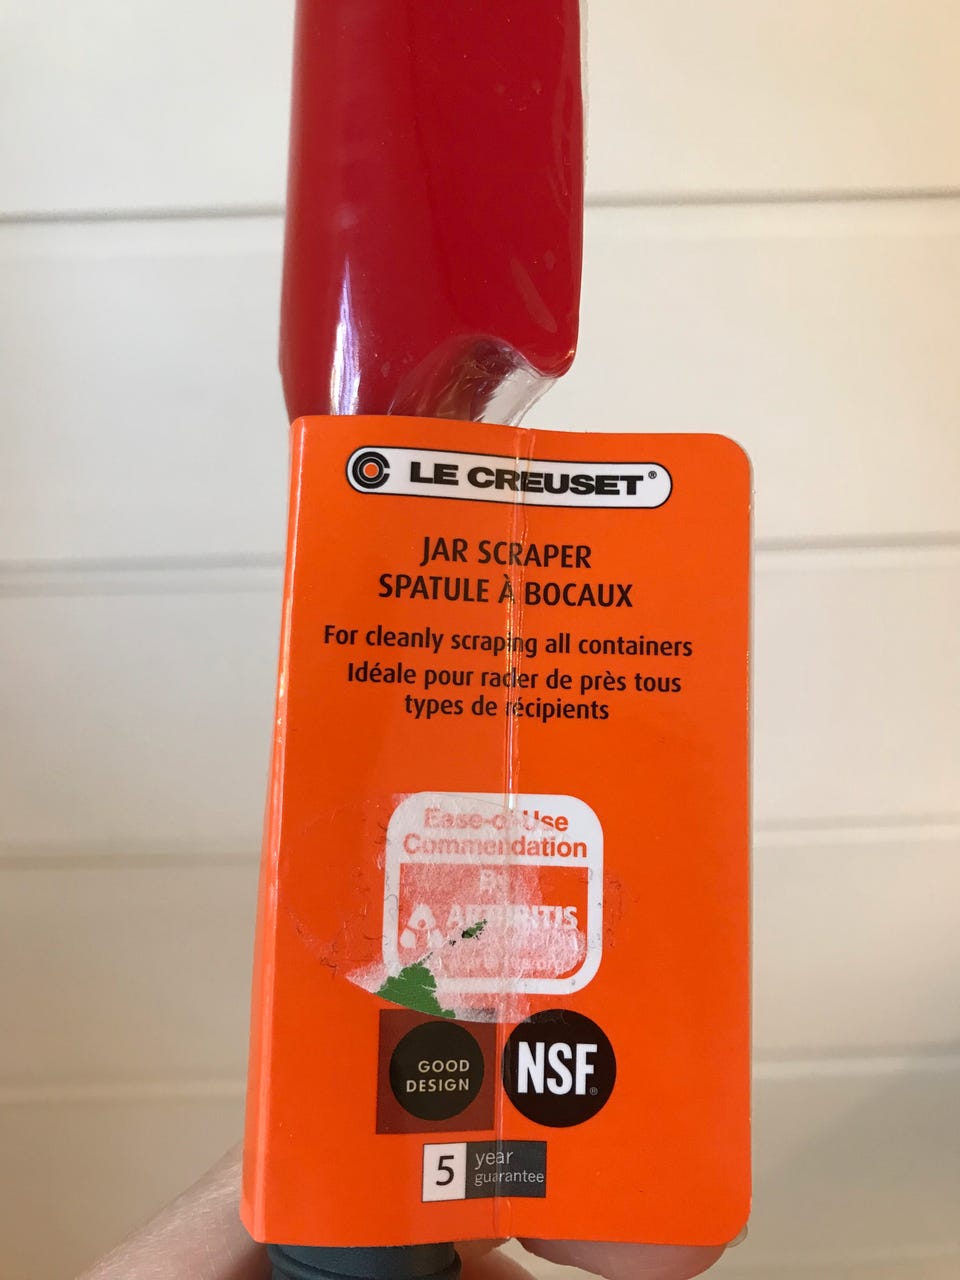 LE CREUSET®
JAR SCRAPER
SPATULE À BOCAUX
For cleanly scraping all containers
Idéale pour racler de près tous
types de récipients
Ease-of-Use
Commendation
ARTHRITIS
GOOD
DESIGN
NSF®
5 year
guarantee